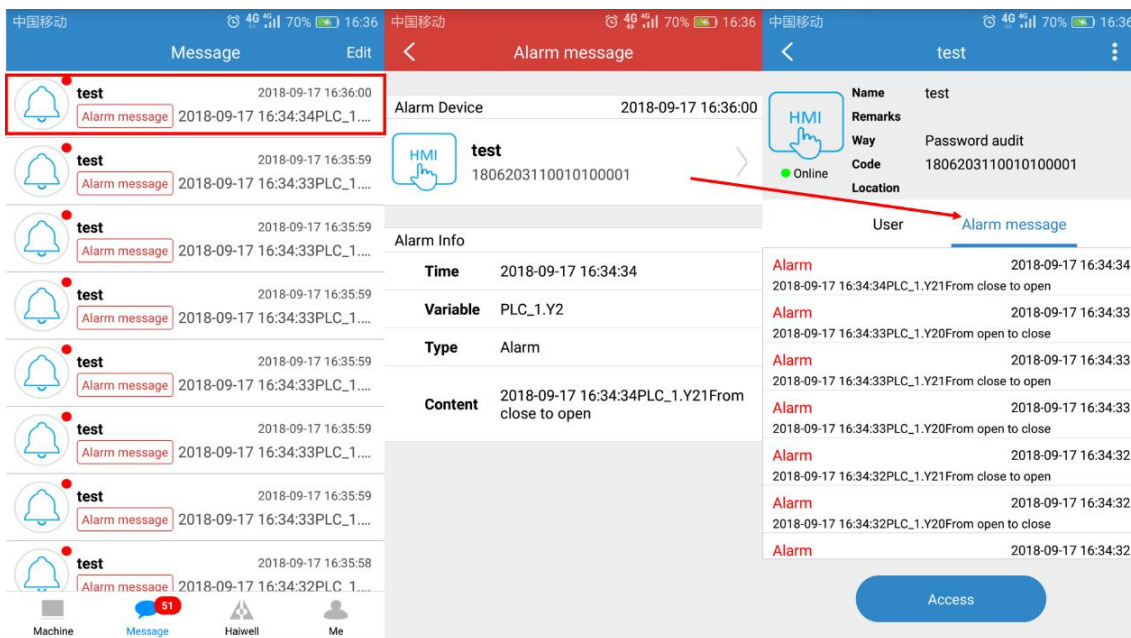 中国移动 4G 4G 70% 16:36
Message Edit
test 2018-09-17 16:36:00
Alarm message 2018-09-17 16:34:34PLC_1....
test 2018-09-17 16:35:59
Alarm message 2018-09-17 16:34:33PLC_1....
test 2018-09-17 16:35:59
Alarm message 2018-09-17 16:34:33PLC_1....
test 2018-09-17 16:35:59
Alarm message 2018-09-17 16:34:33PLC_1....
test 2018-09-17 16:35:59
Alarm message 2018-09-17 16:34:33PLC_1....
test 2018-09-17 16:35:59
Alarm message 2018-09-17 16:34:33PLC_1....
test 2018-09-17 16:35:59
Alarm message 2018-09-17 16:34:33PLC_1....
test 2018-09-17 16:35:58
Alarm message 2018-09-17 16:34:32PLC_1....
51
Machine Message Haiwell Me
中国移动 4G 4G 70% 16:36
Alarm message
Alarm Device 2018-09-17 16:36:00
HMI
test
1806203110010100001
Alarm Info
Time 2018-09-17 16:34:34
Variable PLC_1.Y2
Type Alarm
Content 2018-09-17 16:34:34PLC_1.Y21From
close to open
中国移动 4G 4G 70% 16:36
test
HMI
Online
Name test
Remarks
Way Password audit
Code 1806203110010100001
Location
User Alarm message
Alarm 2018-09-17 16:34:34
2018-09-17 16:34:34PLC_1.Y21From close to open
Alarm 2018-09-17 16:34:33
2018-09-17 16:34:33PLC_1.Y20From open to close
Alarm 2018-09-17 16:34:33
2018-09-17 16:34:33PLC_1.Y21From close to open
Alarm 2018-09-17 16:34:33
2018-09-17 16:34:33PLC_1.Y20From open to close
Alarm 2018-09-17 16:34:32
2018-09-17 16:34:32PLC_1.Y21From close to open
Alarm 2018-09-17 16:34:32
2018-09-17 16:34:32PLC_1.Y20From open to close
Alarm 2018-09-17 16:34:32
Access